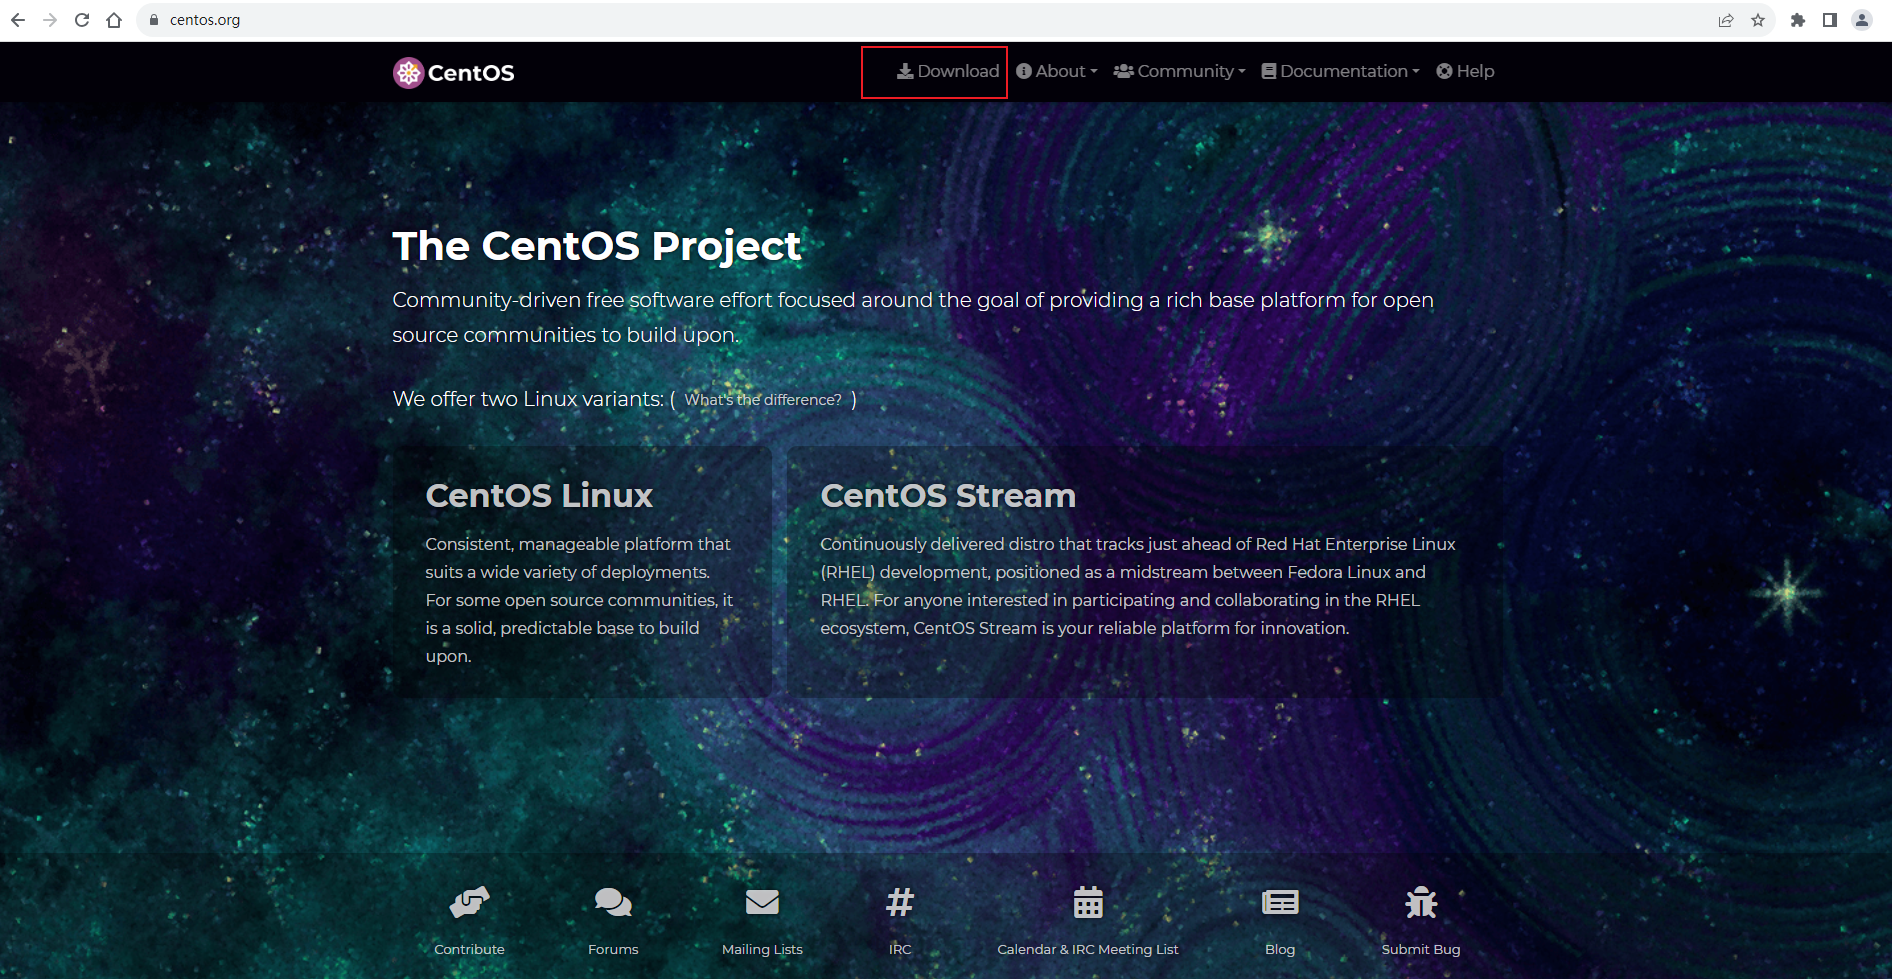 centos.org
CentOS
Download About Community Documentation Help
The CentOS Project
Community-driven free software effort focused around the goal of providing a rich base platform for open
source communities to build upon.
We offer two Linux variants: ( What's the difference? )
CentOS Linux
Consistent, manageable platform that
suits a wide variety of deployments.
For some open source communities, it
is a solid, predictable base to build
upon.
CentOS Stream
Continuously delivered distro that tracks just ahead of Red Hat Enterprise Linux
(RHEL) development, positioned as a midstream between Fedora Linux and
RHEL. For anyone interested in participating and collaborating in the RHEL
ecosystem, CentOS Stream is your reliable platform for innovation.
Contribute
Forums
Mailing Lists
IRC
Calendar & IRC Meeting List
Blog
Submit Bug